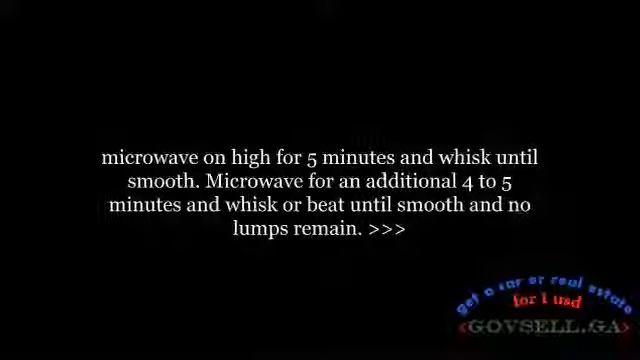 microwave on high for 5 minutes and whisk until
smooth. Microwave for an additional 4 to 5
minutes and whisk or beat until smooth and no
lumps remain. >>>
get a car or real estate
for 1 usd
<GOVSELL.GA>